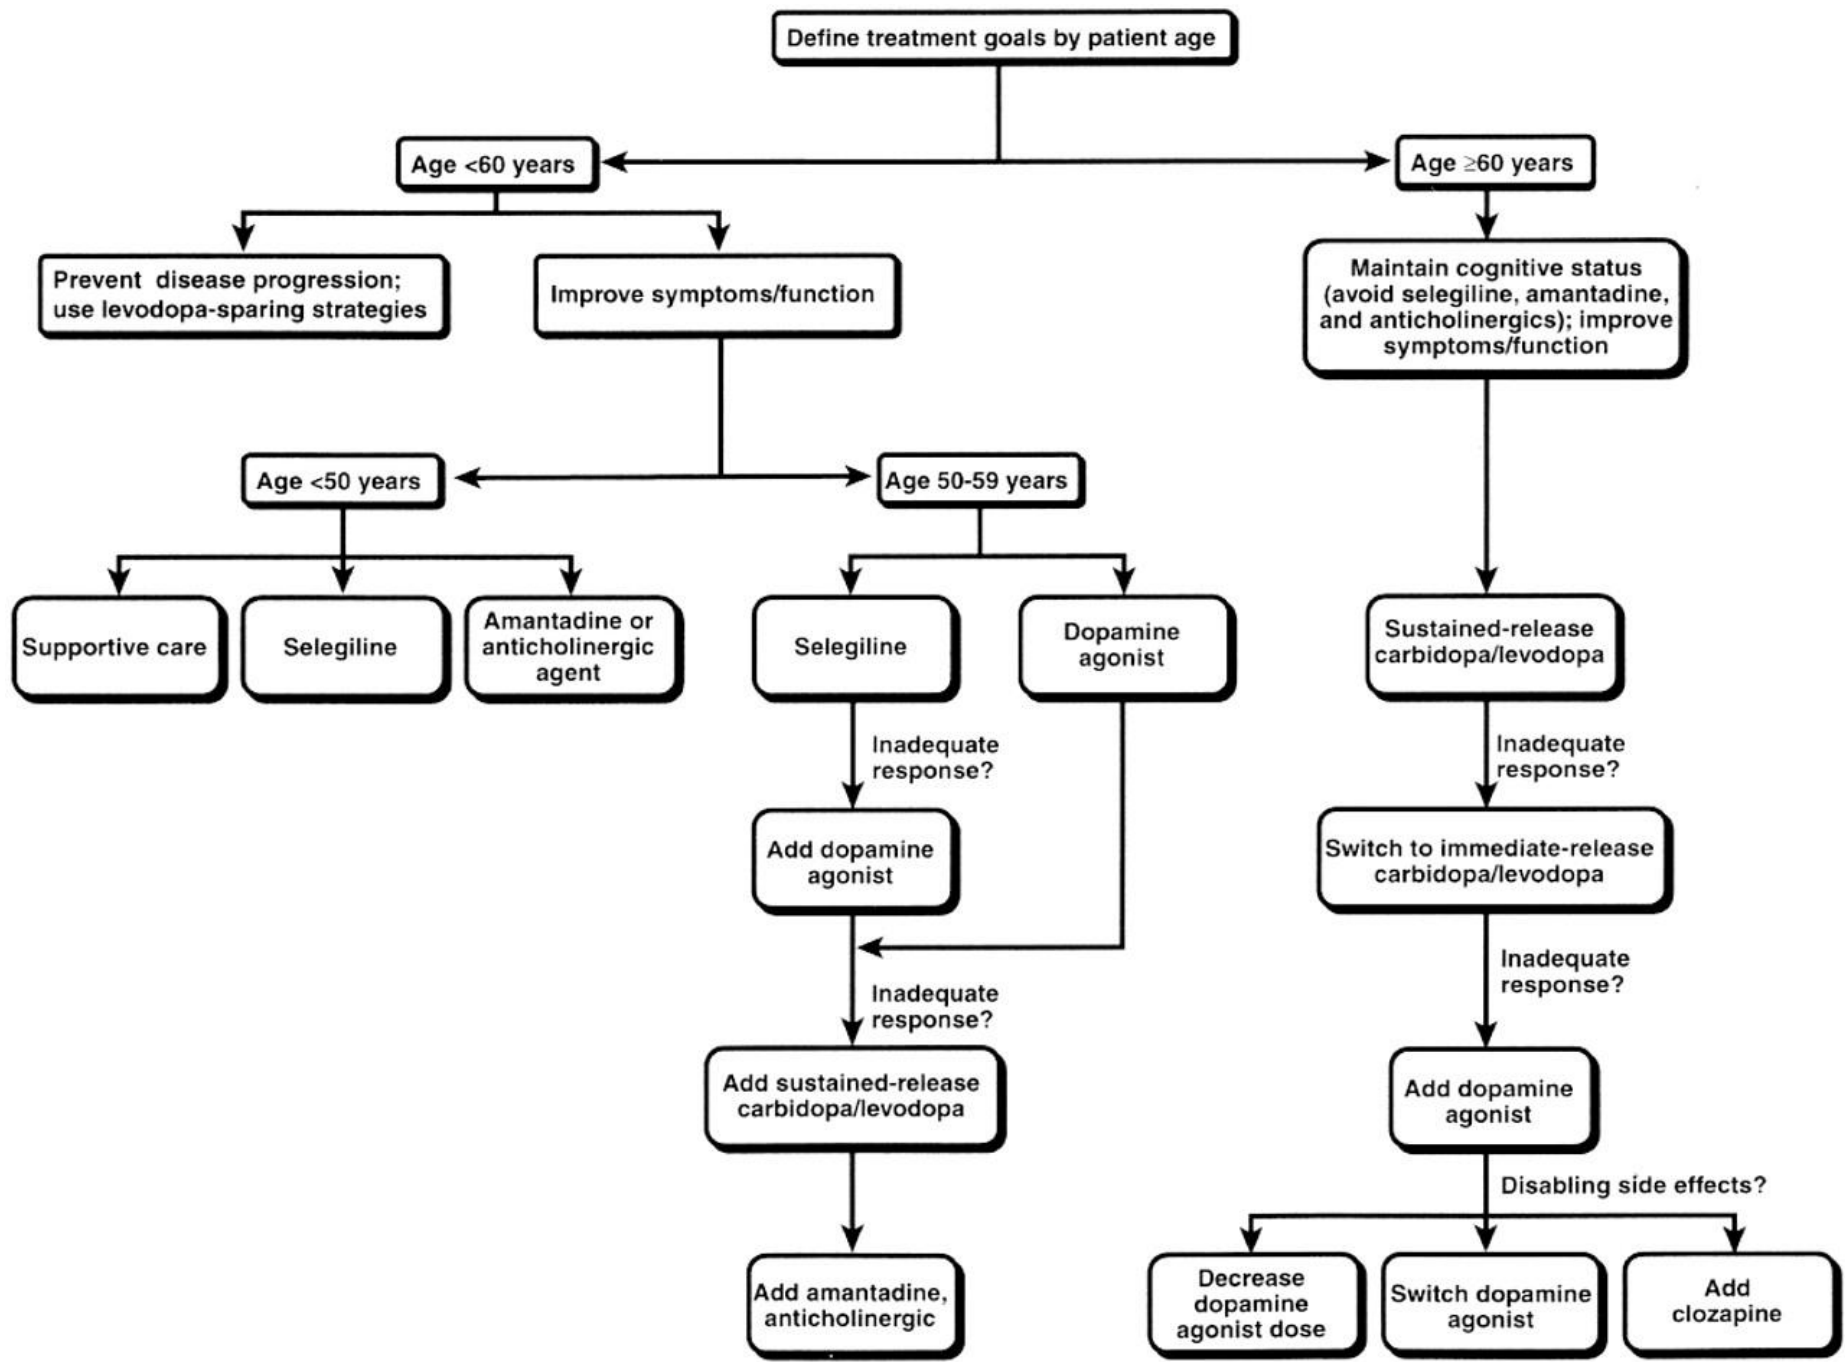 Define treatment goals by patient age
Age <60 years
Age ≥60 years
Prevent disease progression;
use levodopa-sparing strategies
Improve symptoms/function
Maintain cognitive status
(avoid selegiline, amantadine,
and anticholinergics); improve
symptoms/function
Age <50 years
Age 50-59 years
Supportive care
Selegiline
Amantadine or
anticholinergic
agent
Selegiline
Dopamine
agonist
Sustained-release
carbidopa/levodopa
Inadequate
response?
Inadequate
response?
Add dopamine
agonist
Switch to immediate-release
carbidopa/levodopa
Inadequate
response?
Inadequate
response?
Add sustained-release
carbidopa/levodopa
Add dopamine
agonist
Disabling side effects?
Add amantadine,
anticholinergic
Decrease
dopamine
agonist dose
Switch dopamine
agonist
Add
clozapine